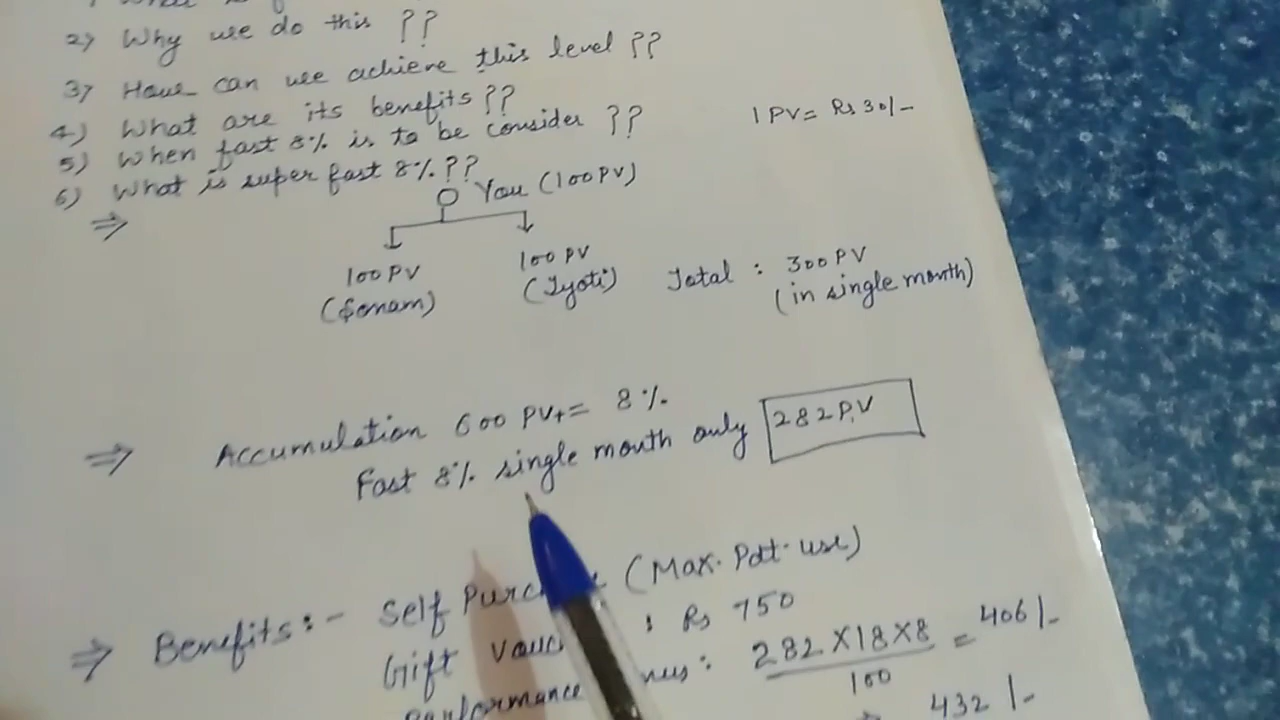 2) Why we do this ??
3) How can we achieve this level ??
4) What are its benefits ??
5) When fast 8% is to be consider ??
1 PV = Rs 30/-
6) What is super fast 8% ??
⇒ You (100 PV)
100 PV 100 PV
(Sonam) (Jyoti) Total : 300 PV
(in single month)
⇒ Accumulation 600 PV+ = 8%
Fast 8% single month only 282 PV
⇒ Benefits :- Self (Max. Pdt. use)
Gift : Rs 750
: 282 X 18 X 8 / 100 = 406/-
432/-